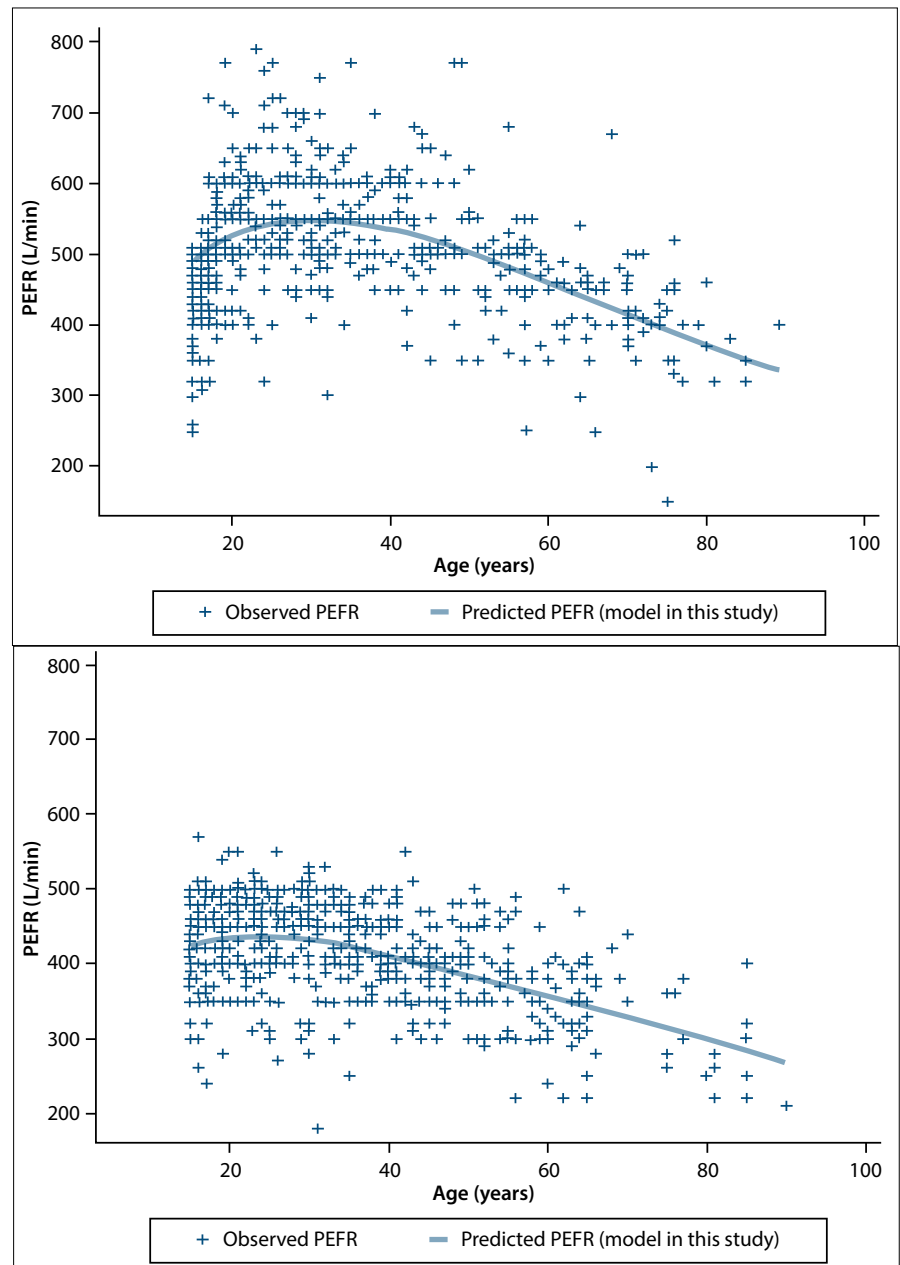 800
700
600
500
400
300
200
PEFR (L/min)
20 40 60 80 100
Age (years)
Observed PEFR Predicted PEFR (model in this study)
800
700
600
500
400
300
200
PEFR (L/min)
20 40 60 80 100
Age (years)
Observed PEFR Predicted PEFR (model in this study)